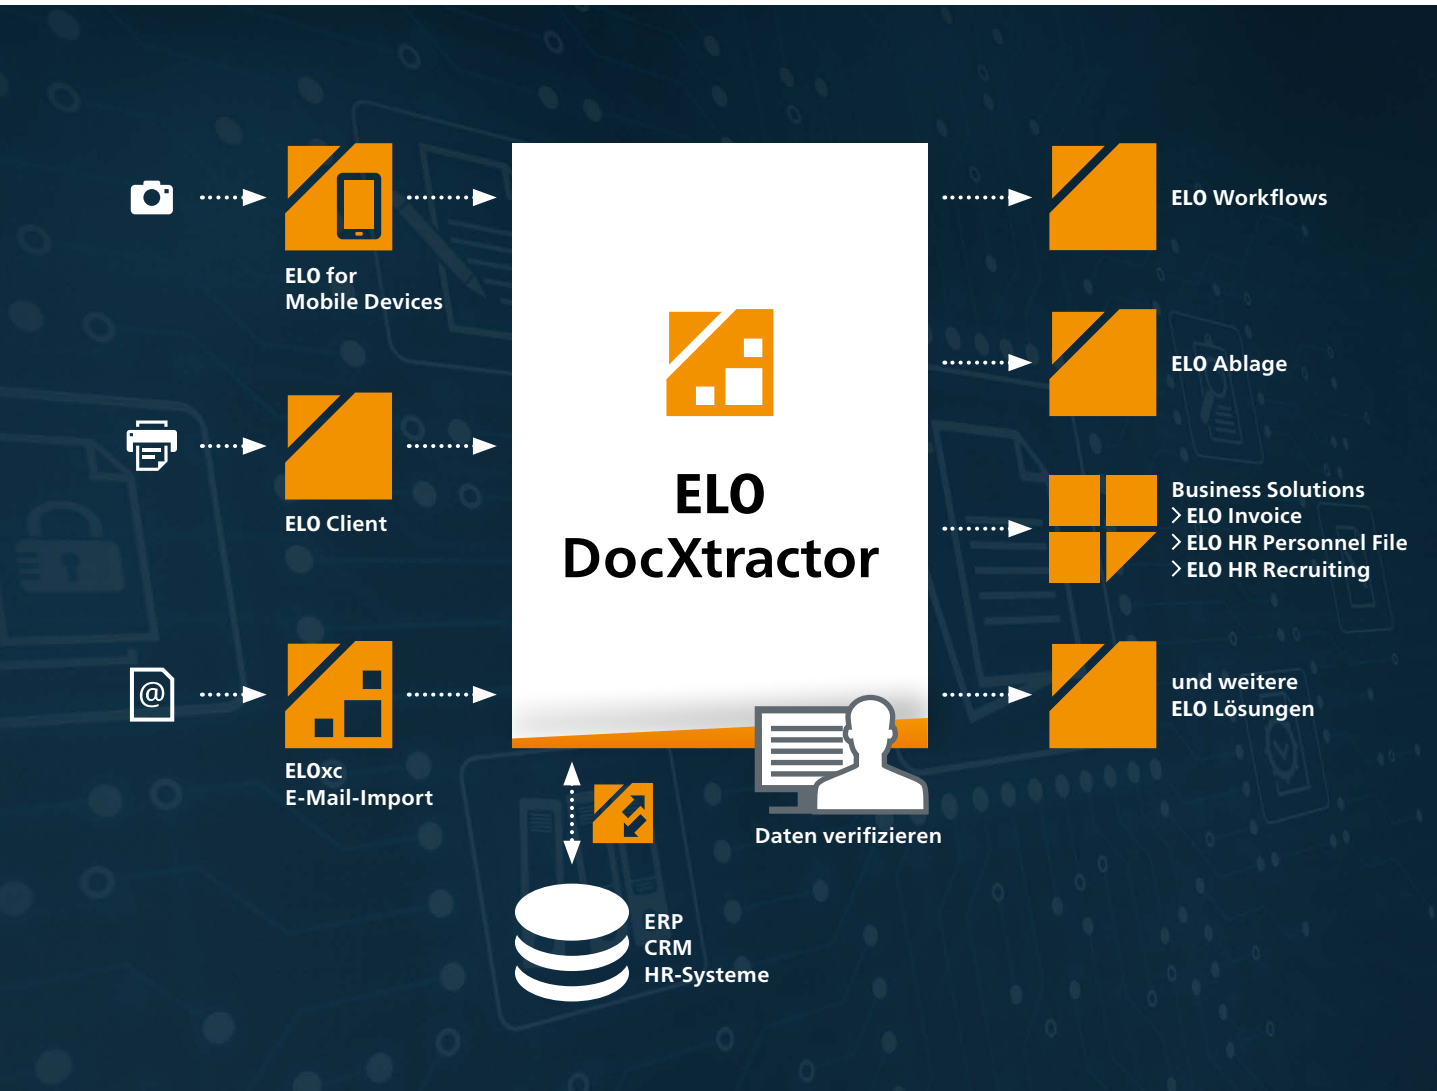 ELO for
Mobile Devices
ELO Client
@
ELOxc
E-Mail-Import
ELO
DocXtractor
Daten verifizieren
ERP
CRM
HR-Systeme
ELO Workflows
ELO Ablage
Business Solutions
> ELO Invoice
> ELO HR Personnel File
> ELO HR Recruiting
und weitere
ELO Lösungen